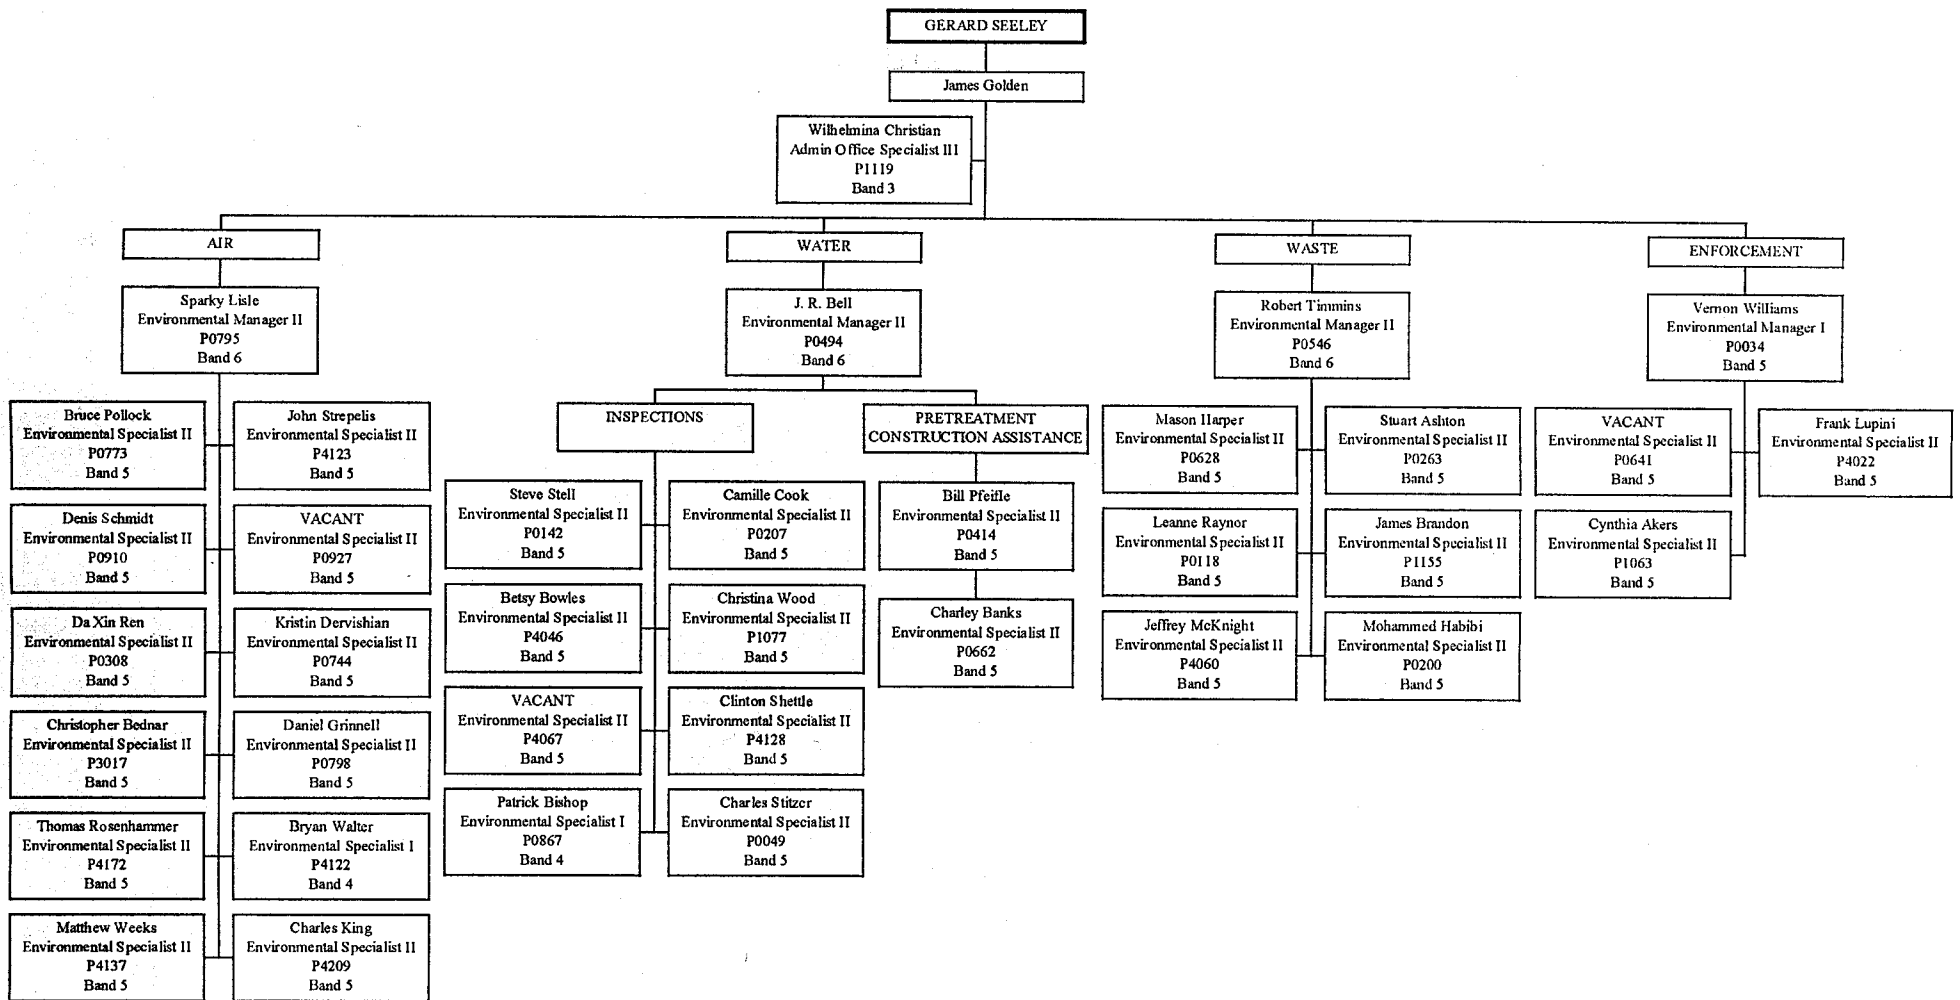 GERARD SEELEY
James Golden
Wilhelmina Christian
Admin Office Specialist III
P1119
Band 3
AIR
Sparky Lisle
Environmental Manager II
P0795
Band 6
Bruce Pollock
Environmental Specialist II
P0773
Band 5
John Strepelis
Environmental Specialist II
P4123
Band 5
Denis Schmidt
Environmental Specialist II
P0910
Band 5
VACANT
Environmental Specialist II
P0927
Band 5
Da Xin Ren
Environmental Specialist II
P0308
Band 5
Kristin Dervishian
Environmental Specialist II
P0744
Band 5
Christopher Bednar
Environmental Specialist II
P3017
Band 5
Daniel Grinnell
Environmental Specialist II
P0798
Band 5
Thomas Rosenhammer
Environmental Specialist II
P4172
Band 5
Bryan Walter
Environmental Specialist I
P4122
Band 4
Matthew Weeks
Environmental Specialist II
P4137
Band 5
Charles King
Environmental Specialist II
P4209
Band 5
WATER
J. R. Bell
Environmental Manager II
P0494
Band 6
INSPECTIONS
Steve Stell
Environmental Specialist II
P0142
Band 5
Camille Cook
Environmental Specialist II
P0207
Band 5
Betsy Bowles
Environmental Specialist II
P4046
Band 5
Christina Wood
Environmental Specialist II
P1077
Band 5
VACANT
Environmental Specialist II
P4067
Band 5
Clinton Shettle
Environmental Specialist II
P4128
Band 5
Patrick Bishop
Environmental Specialist I
P0867
Band 4
Charles Stitzer
Environmental Specialist II
P0049
Band 5
PRETREATMENT
CONSTRUCTION ASSISTANCE
Bill Pfeifle
Environmental Specialist II
P0414
Band 5
Charley Banks
Environmental Specialist II
P0662
Band 5
WASTE
Robert Timmins
Environmental Manager II
P0546
Band 6
Mason Harper
Environmental Specialist II
P0628
Band 5
Stuart Ashton
Environmental Specialist II
P0263
Band 5
Leanne Raynor
Environmental Specialist II
P0118
Band 5
James Brandon
Environmental Specialist II
P1155
Band 5
Jeffrey McKnight
Environmental Specialist II
P4060
Band 5
Mohammed Habibi
Environmental Specialist II
P0200
Band 5
ENFORCEMENT
Vernon Williams
Environmental Manager I
P0034
Band 5
VACANT
Environmental Specialist II
P0641
Band 5
Frank Lupini
Environmental Specialist II
P4022
Band 5
Cynthia Akers
Environmental Specialist II
P1063
Band 5